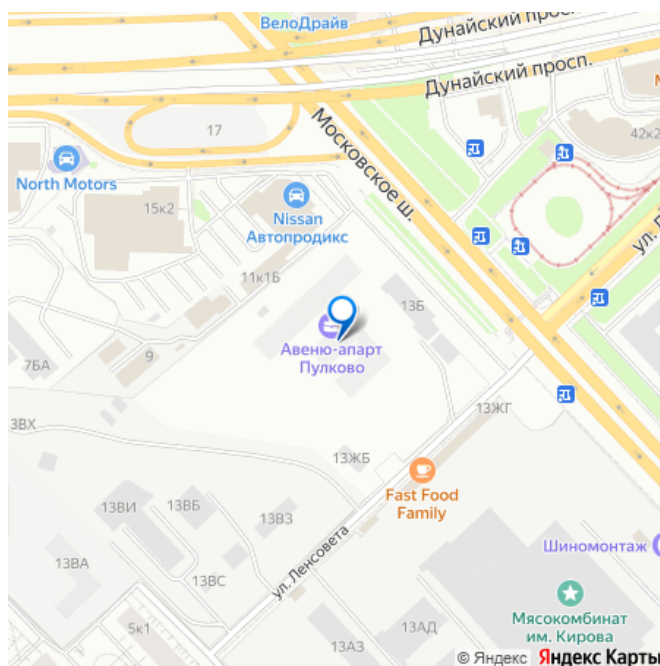 ВелоДрайв
Дунайский просп.
Дунайский просп.
17
Московское ш.
42к2
North Motors
15к2
Nissan
Автопродикс
11к1Б
13Б
Авеню-апарт
Пулково
9
7БА
3ВХ
13ЖГ
13ЖБ
Fast Food
Family
13ВИ
13ВБ
13ВЗ
ул. Ленсовета
Шиномонтаж
13ВА
13ВС
Мясокомбинат
им. Кирова
5к1
13АД
13АЗ
© Яндекс Яндекс Карты